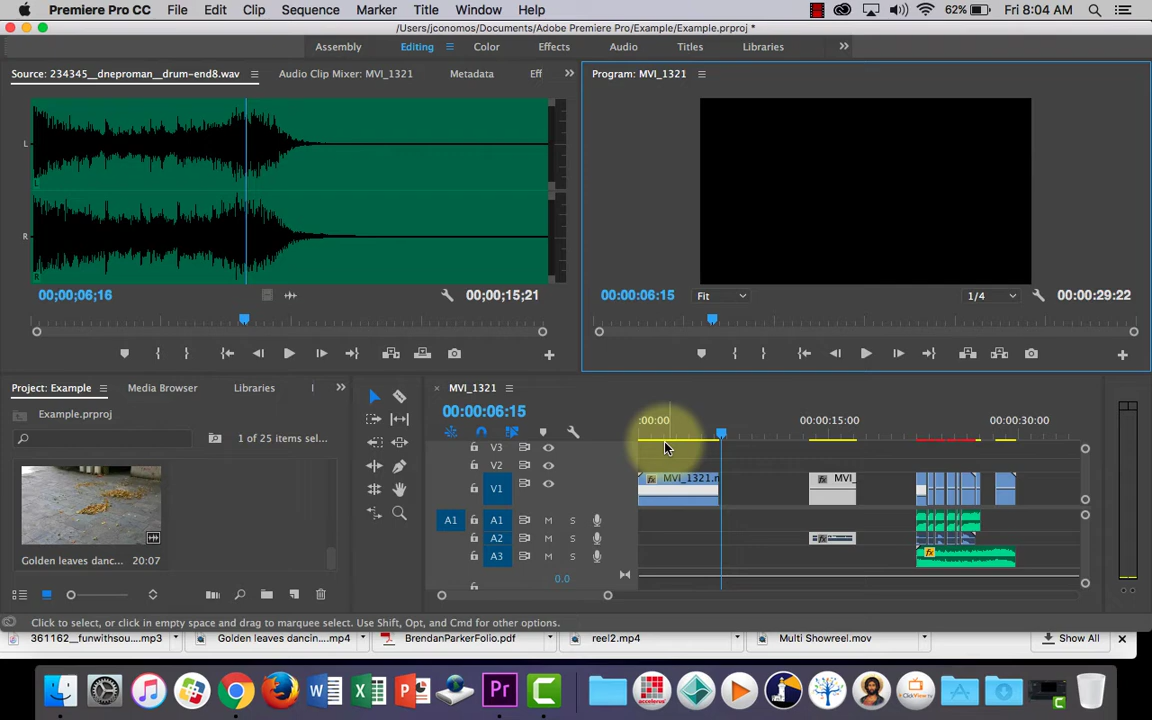 Premiere Pro CC File Edit Clip Sequence Marker Title Window Help 62% Fri 8:04 AM
/Users/jconomos/Documents/Adobe Premiere Pro/Example/Example.prproj *
Assembly Editing Color Effects Audio Titles Libraries
Source: 234345__dneproman__drum-end8.wav Audio Clip Mixer: MVI_1321 Metadata Eff Program: MVI_1321
L
L
R
R
00;00;06;16 00;00;15;21 00:00:06:15 Fit 1/4 00:00:29:22
Project: Example Media Browser Libraries MVI_1321
Example.prproj 00:00:06:15
:00:00 00:00:15:00 00:00:30:00
1 of 25 items sel...
V3
V2
MVI_1321.m MVI_
V1
A1 A1 M S
A2 M S
A3 M S
Golden leaves danc... 20:07
0.0
Click to select, or click in empty space and drag to marquee select. Use Shift, Opt, and Cmd for other options.
361162__funwithsou....mp3 Golden leaves dancin....mp4 BrendanParkerFolio.pdf reel2.mp4 Multi Showreel.mov Show All